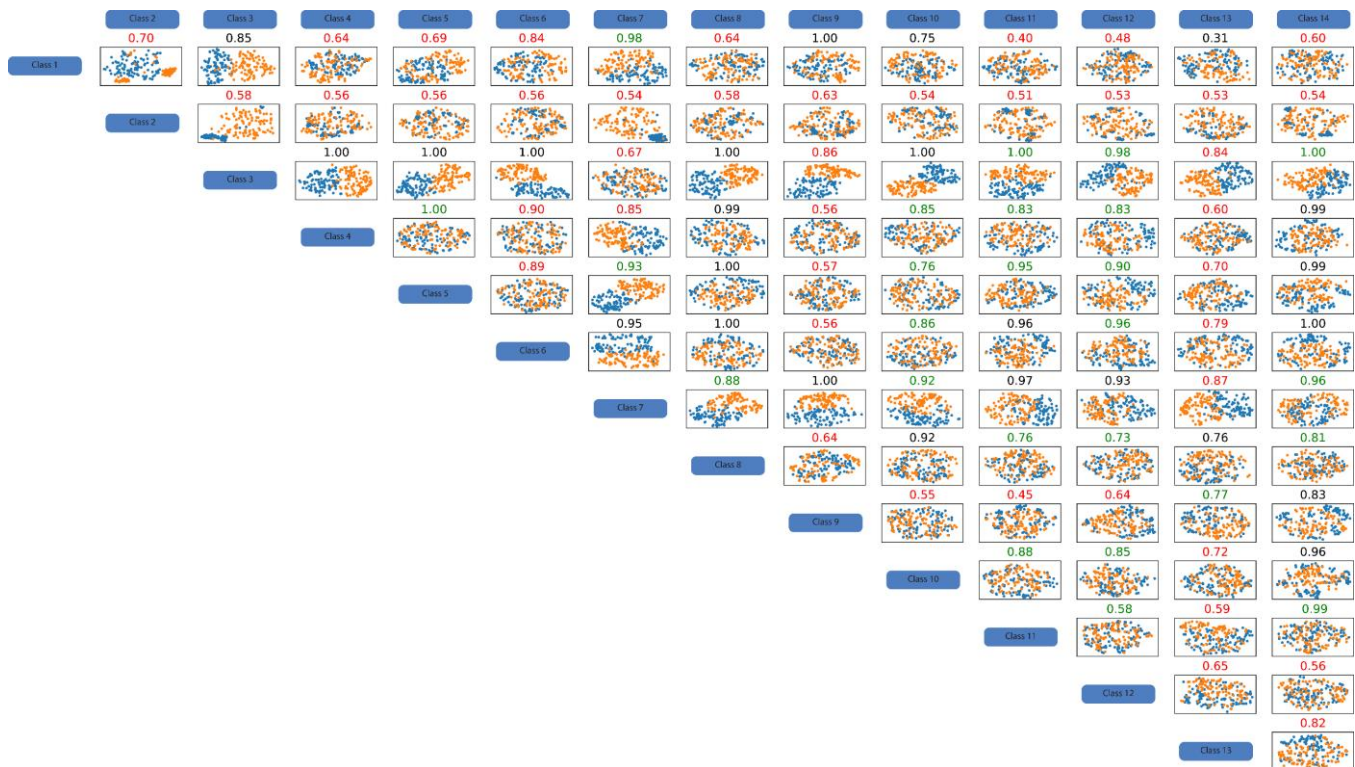 Class 2 Class 3 Class 4 Class 5 Class 6 Class 7 Class 8 Class 9 Class 10 Class 11 Class 12 Class 13 Class 14
0.70 0.85 0.64 0.69 0.84 0.98 0.64 1.00 0.75 0.40 0.48 0.31 0.60
Class 1
0.58 0.56 0.56 0.56 0.54 0.58 0.63 0.54 0.51 0.53 0.53 0.54
Class 2
1.00 1.00 1.00 0.67 1.00 0.86 1.00 1.00 0.98 0.84 1.00
Class 3
1.00 0.90 0.85 0.99 0.56 0.85 0.83 0.83 0.60 0.99
Class 4
0.89 0.93 1.00 0.57 0.76 0.95 0.90 0.70 0.99
Class 5
0.95 1.00 0.56 0.86 0.96 0.96 0.79 1.00
Class 6
0.88 1.00 0.92 0.97 0.93 0.87 0.96
Class 7
0.64 0.92 0.76 0.73 0.76 0.81
Class 8
0.55 0.45 0.64 0.77 0.83
Class 9
0.88 0.85 0.72 0.96
Class 10
0.58 0.59 0.99
Class 11
0.65 0.56
Class 12
0.82
Class 13